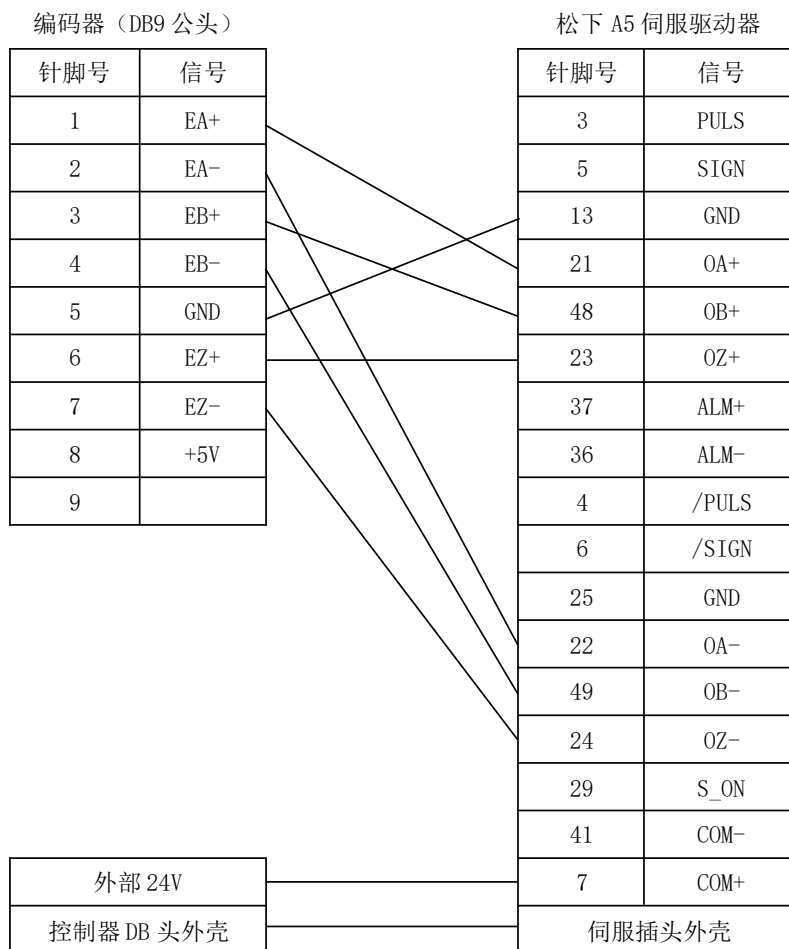 编码器（DB9 公头）
针脚号 信号
1 EA+
2 EA-
3 EB+
4 EB-
5 GND
6 EZ+
7 EZ-
8 +5V
9
外部 24V
控制器 DB 头外壳
松下 A5 伺服驱动器
针脚号 信号
3 PULS
5 SIGN
13 GND
21 OA+
48 OB+
23 OZ+
37 ALM+
36 ALM-
4 /PULS
6 /SIGN
25 GND
22 OA-
49 OB-
24 OZ-
29 S_ON
41 COM-
7 COM+
伺服插头外壳